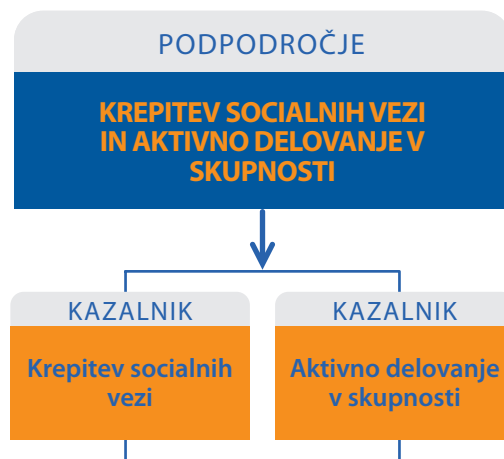 PODPODROČJE
KREPITEV SOCIALNIH VEZI
IN AKTIVNO DELOVANJE V
SKUPNOSTI
KAZALNIK
Krepitev socialnih
vezi
KAZALNIK
Aktivno delovanje
v skupnosti